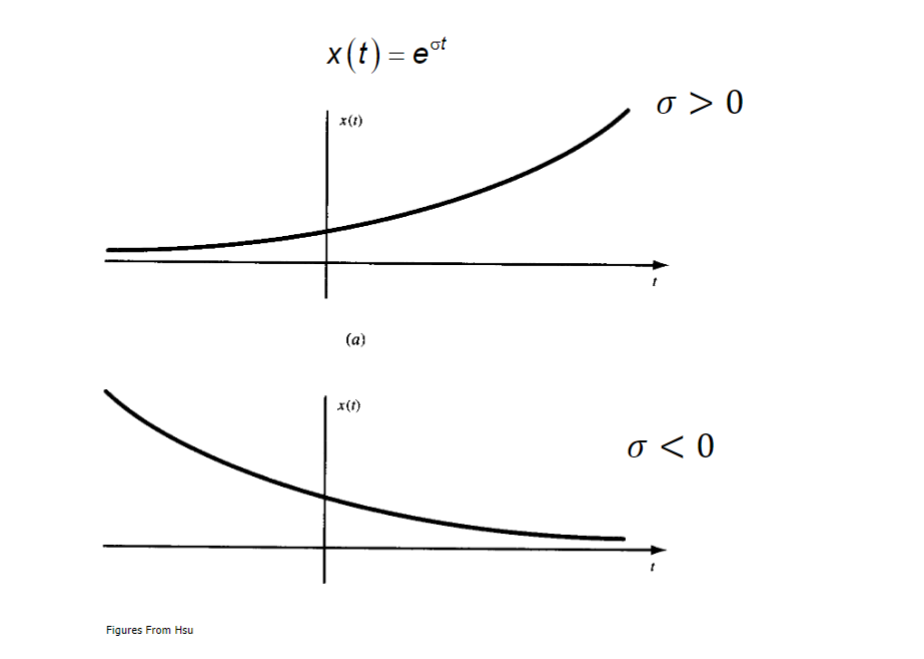 x(t) = e^σt
σ > 0
x(t)
t
(a)
x(t)
σ < 0
t
Figures From Hsu